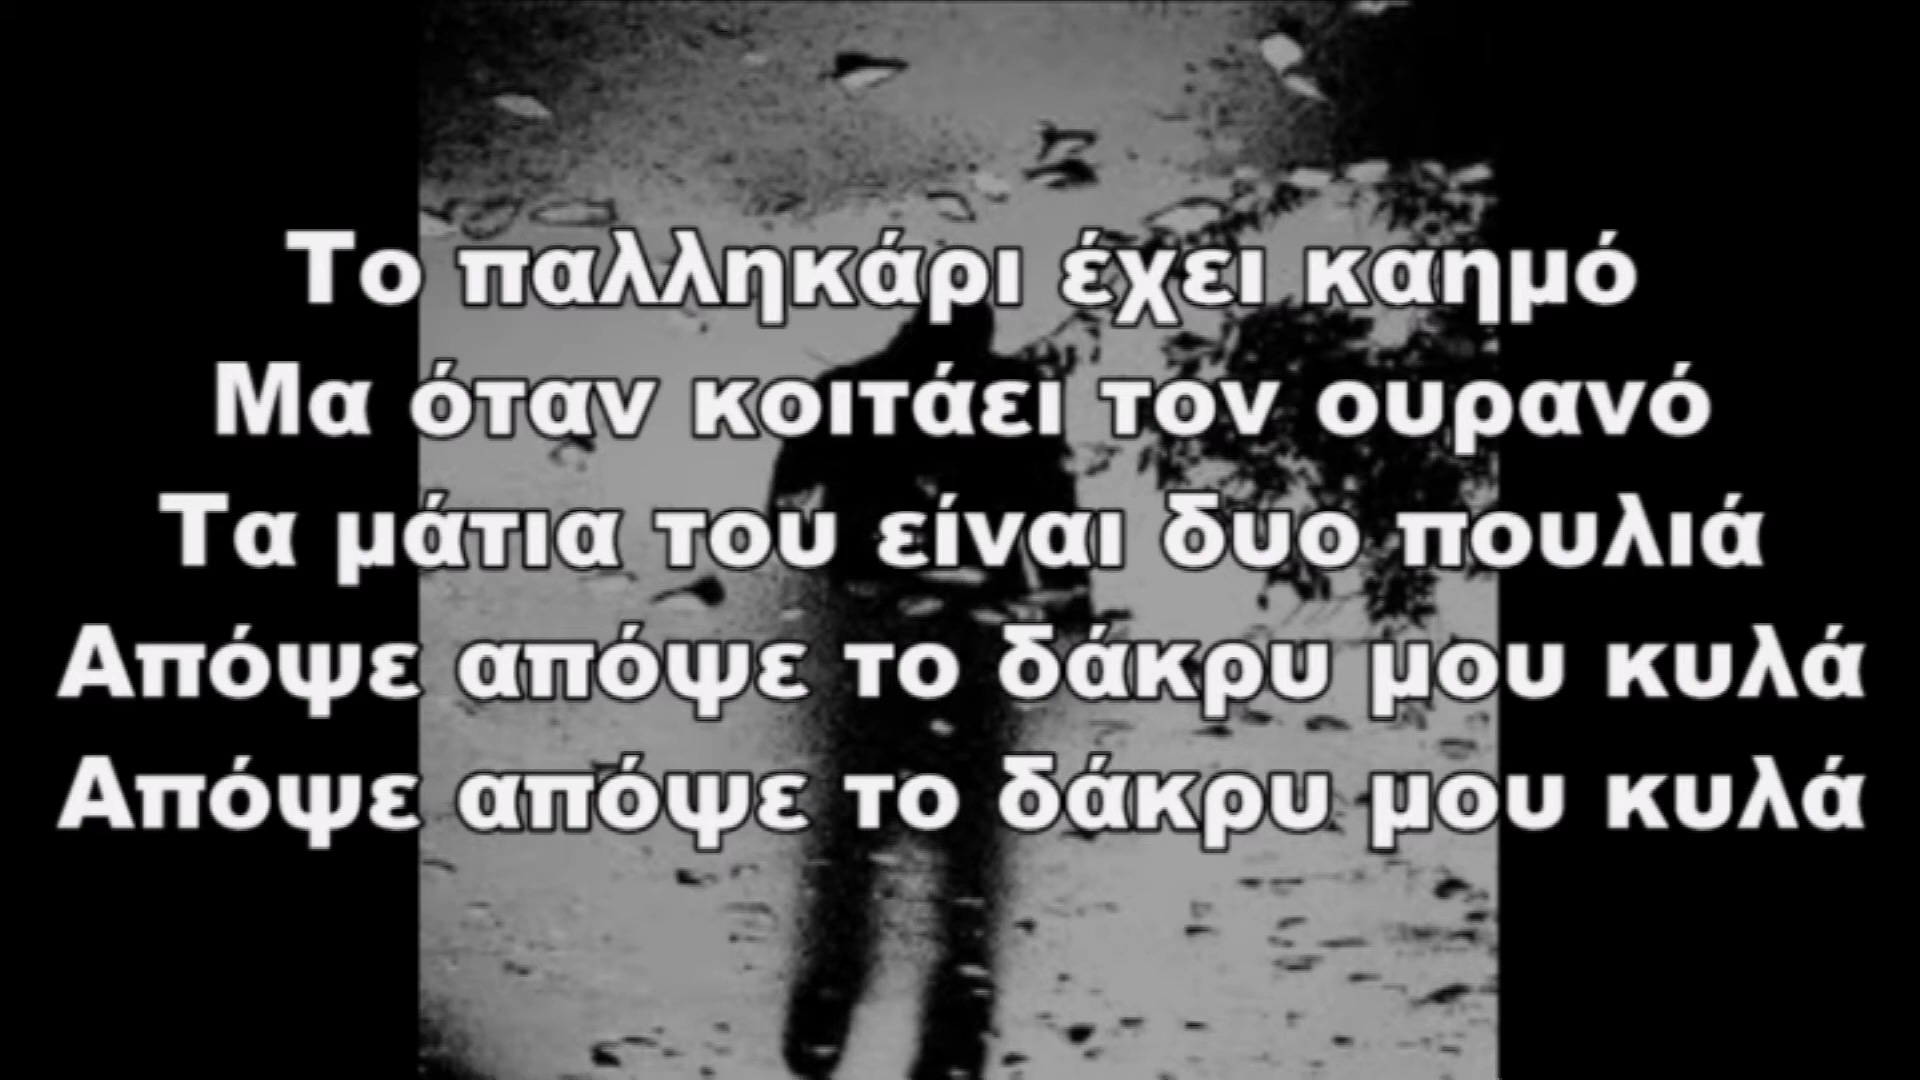 Το παλληκάρι έχει καημό
Μα όταν κοιτάει τον ουρανό
Τα μάτια του είναι δυο πουλιά
Απόψε απόψε το δάκρυ μου κυλά
Απόψε απόψε το δάκρυ μου κυλά